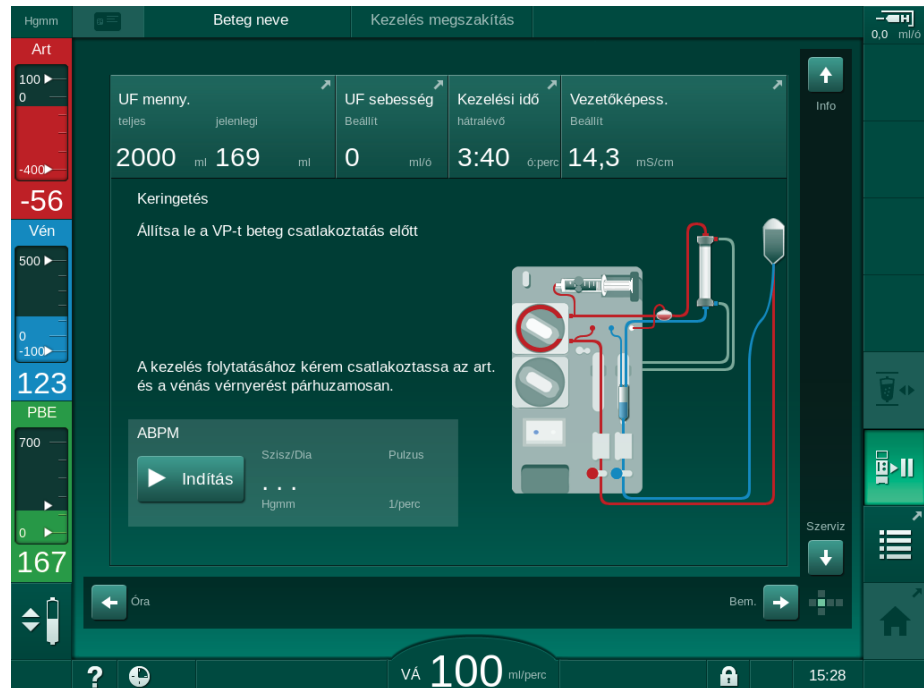 Hgmm
Beteg neve
Kezelés megszakítás
0,0 ml/ó
Art
100
0
-400
-56
Vén
500
0
-100
123
PBE
700
0
167
UF menny.
teljes
jelenlegi
2000 ml 169 ml
UF sebesség
Beállít
0 ml/ó
Kezelési idő
hátralévő
3:40 ó:perc
Vezetőképess.
Beállít
14,3 mS/cm
Info
Keringetés
Állítsa le a VP-t beteg csatlakoztatás előtt
A kezelés folytatásához kérem csatlakoztassa az art.
és a vénás vérnyerést párhuzamosan.
ABPM
Indítás
Szisz/Dia
. . .
Hgmm
Pulzus
1/perc
Szerviz
Óra
Bem.
?
VÁ 100 ml/perc
15:28